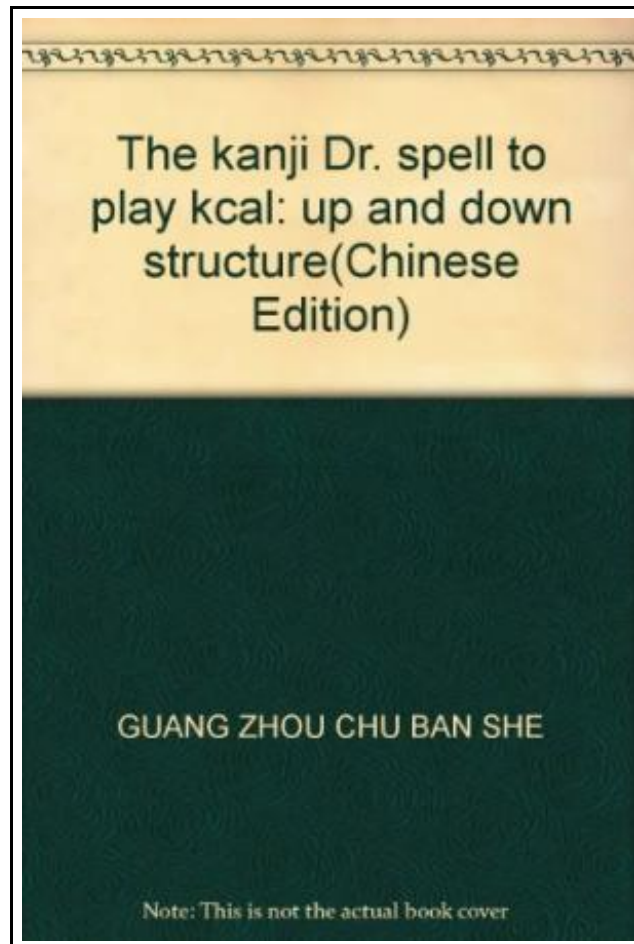 The kanji Dr. spell to
play kcal: up and down
structure(Chinese
Edition)
GUANG ZHOU CHU BAN SHE
Note: This is not the actual book cover